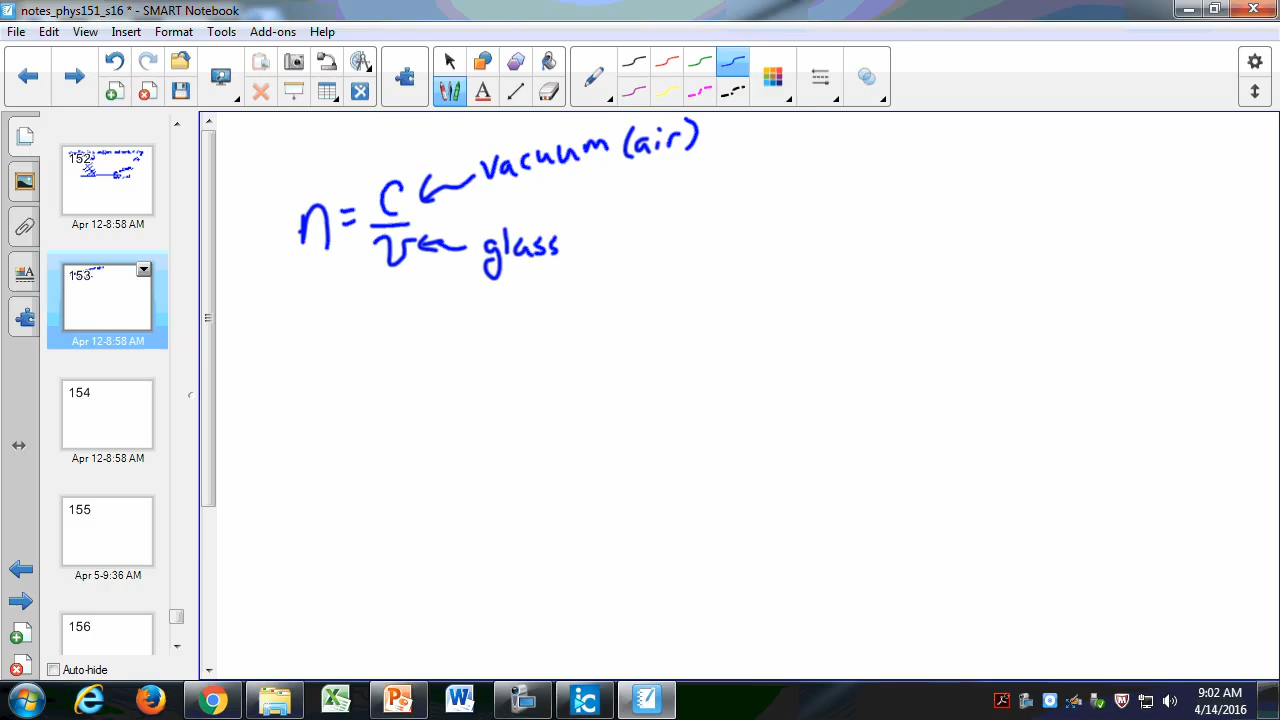 notes_phys151_s16 * - SMART Notebook
File Edit View Insert Format Tools Add-ons Help
152
Apr 12-8:58 AM
153
Apr 12-8:58 AM
154
Apr 12-8:58 AM
155
Apr 5-9:36 AM
156
Auto-hide
n = c/v
vacuum (air)
glass
9:02 AM
4/14/2016